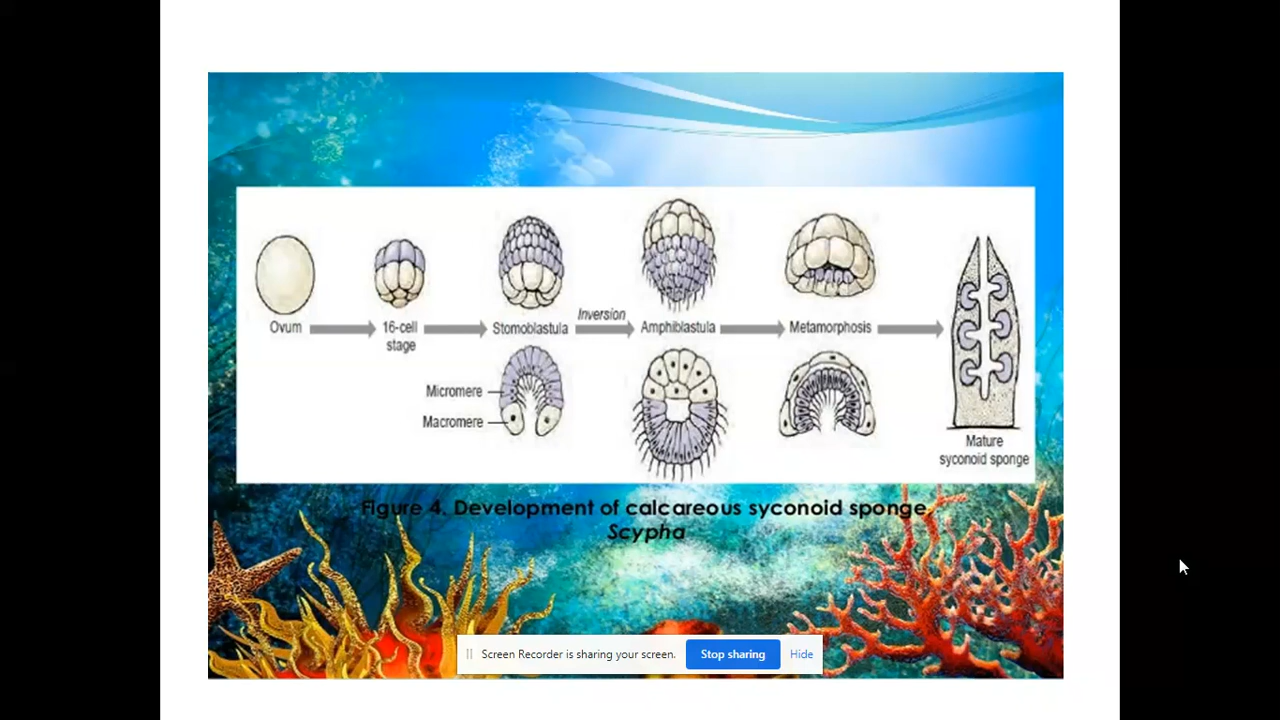 Inversion
Ovum
16-cell
stage
Stomoblastula
Amphiblastula
Metamorphosis
Micromere
Macromere
Mature
syconoid sponge
Figure 4. Development of calcareous syconoid sponge,
Scypha
Screen Recorder is sharing your screen.
Stop sharing
Hide